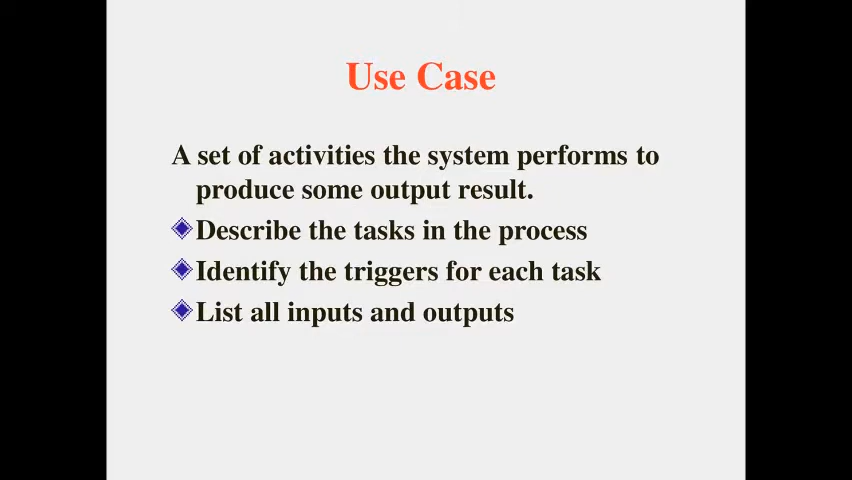 Use Case
A set of activities the system performs to
produce some output result.
Describe the tasks in the process
Identify the triggers for each task
List all inputs and outputs